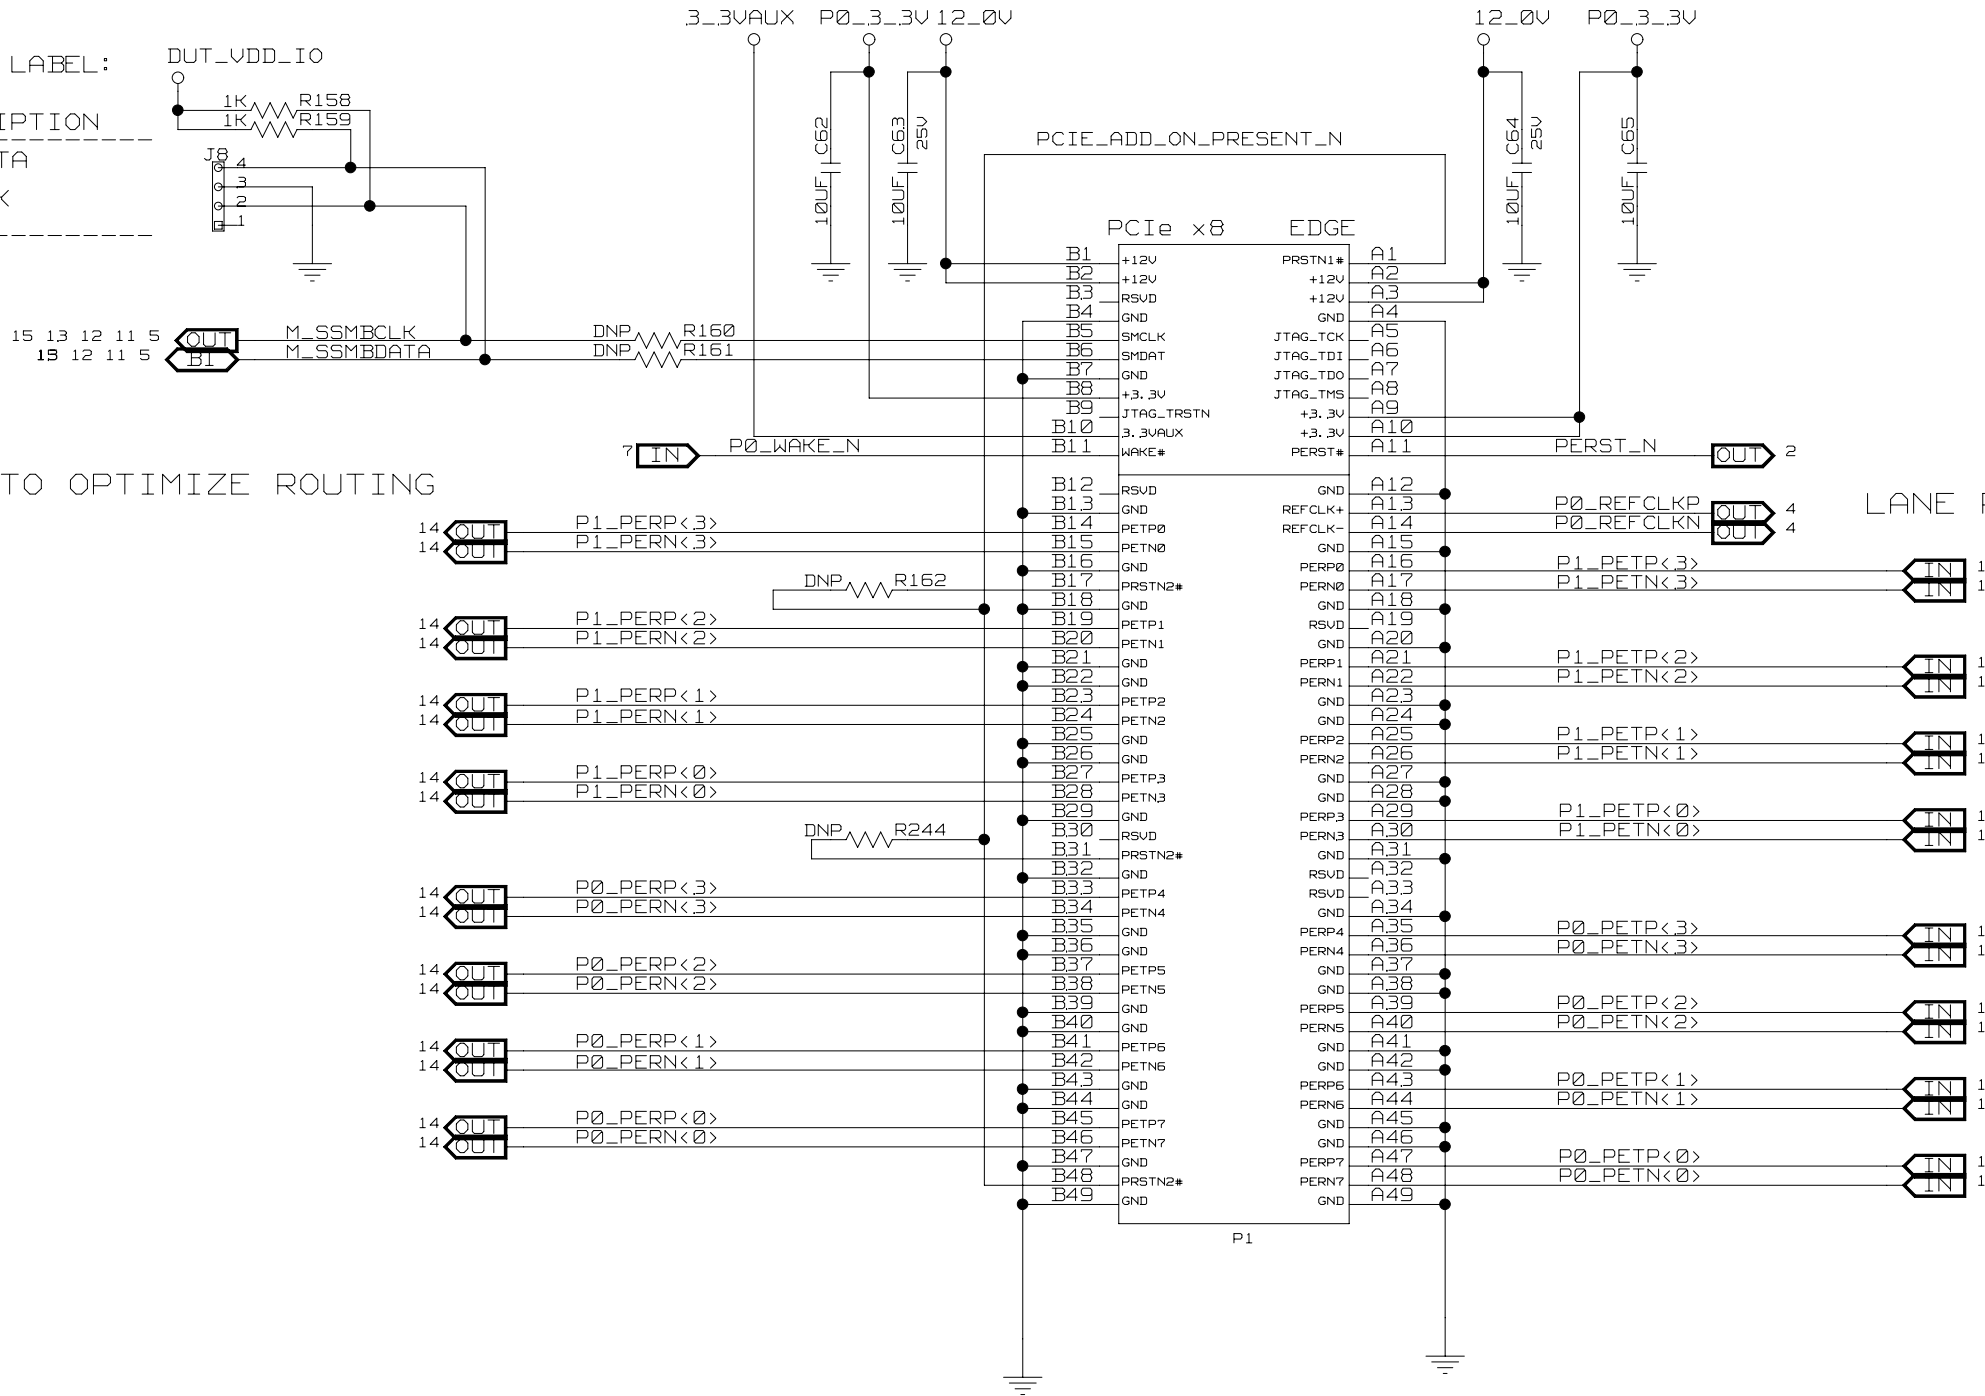 3_3VAUX P0_3_3V 12_0V 12_0V P0_3_3V
LABEL:
DUT_VDD_IO
1K R158
1K R159
IPTION
TA
K
J8
4
3
2
1
10UF C62
10UF C63 25V
10UF C64 25V
10UF C65
PCIE_ADD_ON_PRESENT_N
PCIe x8 EDGE
15 13 12 11 5 OUT M_SSMBCLK DNP R160
13 12 11 5 BI M_SSMBDATA DNP R161
7 IN P0_WAKE_N
PERST_N OUT 2
TO OPTIMIZE ROUTING
P0_REFCLKP OUT 4
P0_REFCLKN OUT 4
LANE
B1 +12V PRSTN1# A1
B2 +12V +12V A2
B3 RSVD +12V A3
B4 GND GND A4
B5 SMCLK JTAG_TCK A5
B6 SMDAT JTAG_TDI A6
B7 GND JTAG_TDO A7
B8 +3.3V JTAG_TMS A8
B9 JTAG_TRSTN +3.3V A9
B10 3.3VAUX +3.3V A10
B11 WAKE# PERST# A11
B12 RSVD GND A12
B13 GND REFCLK+ A13
B14 PETP0 REFCLK- A14
B15 PETN0 GND A15
B16 GND PERP0 A16
B17 PRSTN2# PERN0 A17
B18 GND GND A18
B19 PETP1 RSVD A19
B20 PETN1 GND A20
B21 GND PERP1 A21
B22 GND PERN1 A22
B23 PETP2 GND A23
B24 PETN2 GND A24
B25 GND PERP2 A25
B26 GND PERN2 A26
B27 PETP3 GND A27
B28 PETN3 GND A28
B29 GND PERP3 A29
B30 RSVD PERN3 A30
B31 PRSTN2# GND A31
B32 GND RSVD A32
B33 PETP4 RSVD A33
B34 PETN4 GND A34
B35 GND PERP4 A35
B36 GND PERN4 A36
B37 PETP5 GND A37
B38 PETN5 GND A38
B39 GND PERP5 A39
B40 GND PERN5 A40
B41 PETP6 GND A41
B42 PETN6 GND A42
B43 GND PERP6 A43
B44 GND PERN6 A44
B45 PETP7 GND A45
B46 PETN7 GND A46
B47 GND PERP7 A47
B48 PRSTN2# PERN7 A48
B49 GND GND A49
P1
14 OUT P1_PERP<3>
14 OUT P1_PERN<3>
DNP R162
14 OUT P1_PERP<2>
14 OUT P1_PERN<2>
14 OUT P1_PERP<1>
14 OUT P1_PERN<1>
14 OUT P1_PERP<0>
14 OUT P1_PERN<0>
DNP R244
14 OUT P0_PERP<3>
14 OUT P0_PERN<3>
14 OUT P0_PERP<2>
14 OUT P0_PERN<2>
14 OUT P0_PERP<1>
14 OUT P0_PERN<1>
14 OUT P0_PERP<0>
14 OUT P0_PERN<0>
P1_PETP<3> IN 1
P1_PETN<3> IN 1
P1_PETP<2> IN 1
P1_PETN<2> IN 1
P1_PETP<1> IN 1
P1_PETN<1> IN 1
P1_PETP<0> IN 1
P1_PETN<0> IN 1
P0_PETP<3> IN 1
P0_PETN<3> IN 1
P0_PETP<2> IN 1
P0_PETN<2> IN 1
P0_PETP<1> IN 1
P0_PETN<1> IN 1
P0_PETP<0> IN 1
P0_PETN<0> IN 1